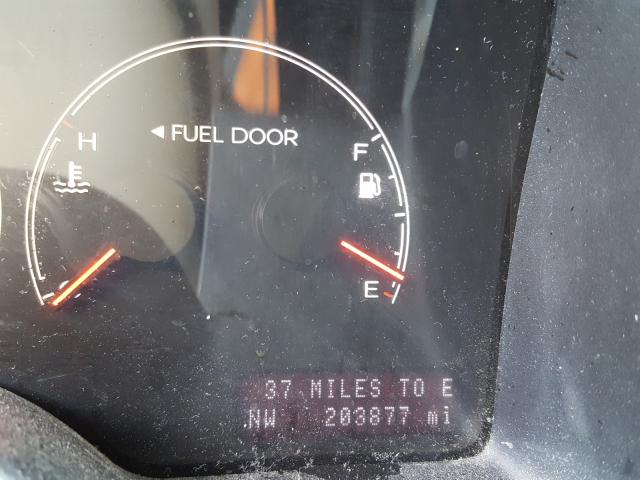 H
◄ FUEL DOOR
F
E
37 MILES TO E
NW 203877 mi